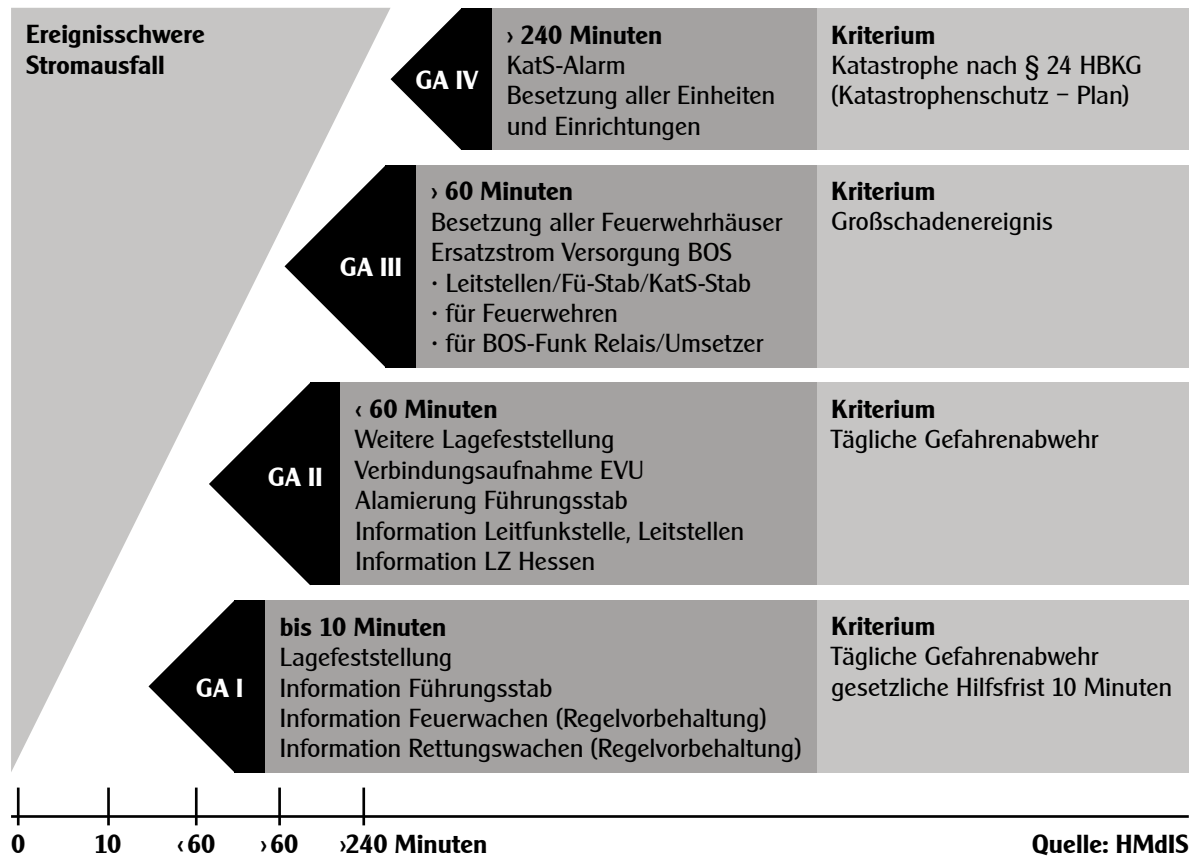 Ereignisschwere
Stromausfall
GA IV
› 240 Minuten
KatS-Alarm
Besetzung aller Einheiten
und Einrichtungen
Kriterium
Katastrophe nach § 24 HBKG
(Katastrophenschutz – Plan)
GA III
› 60 Minuten
Besetzung aller Feuerwehrhäuser
Ersatzstrom Versorgung BOS
· Leitstellen/Fü-Stab/KatS-Stab
· für Feuerwehren
· für BOS-Funk Relais/Umsetzer
Kriterium
Großschadenereignis
GA II
‹ 60 Minuten
Weitere Lagefeststellung
Verbindungsaufnahme EVU
Alamierung Führungsstab
Information Leitfunkstelle, Leitstellen
Information LZ Hessen
Kriterium
Tägliche Gefahrenabwehr
GA I
bis 10 Minuten
Lagefeststellung
Information Führungsstab
Information Feuerwachen (Regelvorbehaltung)
Information Rettungswachen (Regelvorbehaltung)
Kriterium
Tägliche Gefahrenabwehr
gesetzliche Hilfsfrist 10 Minuten
0 10 ‹60 ›60 ›240 Minuten
Quelle: HMdIS